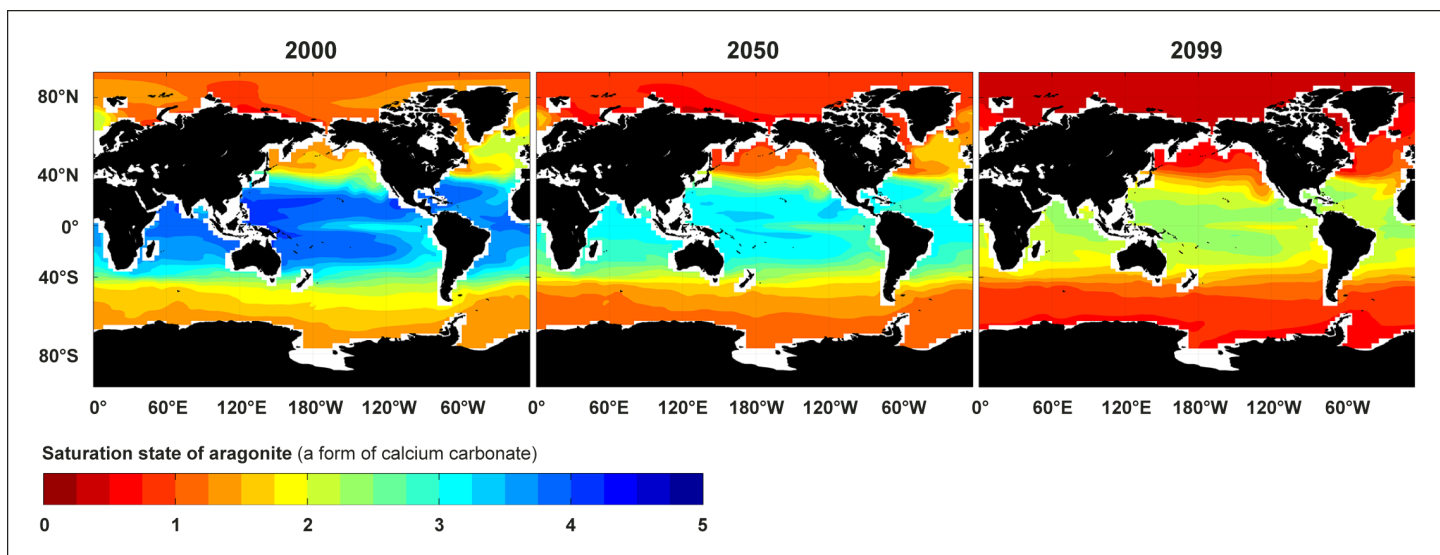 2000 2050 2099
80°N
40°N
0°
40°S
80°S
0° 60°E 120°E 180°W 120°W 60°W 0° 60°E 120°E 180°W 120°W 60°W 0° 60°E 120°E 180°W 120°W 60°W
Saturation state of aragonite (a form of calcium carbonate)
0 1 2 3 4 5